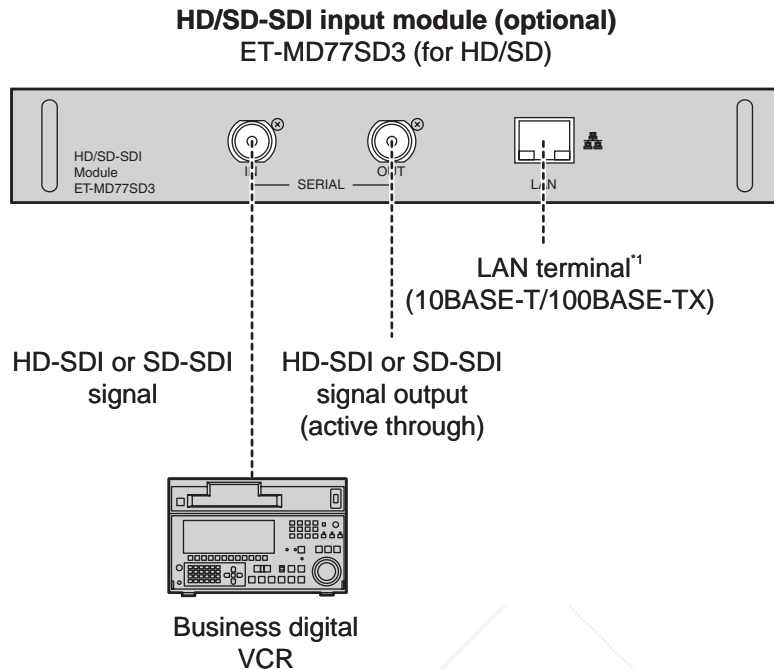 HD/SD-SDI input module (optional)
ET-MD77SD3 (for HD/SD)
HD/SD-SDI
Module
ET-MD77SD3
IN
SERIAL
OUT
LAN
LAN terminal*1
(10BASE-T/100BASE-TX)
HD-SDI or SD-SDI
signal
HD-SDI or SD-SDI
signal output
(active through)
Business digital
VCR